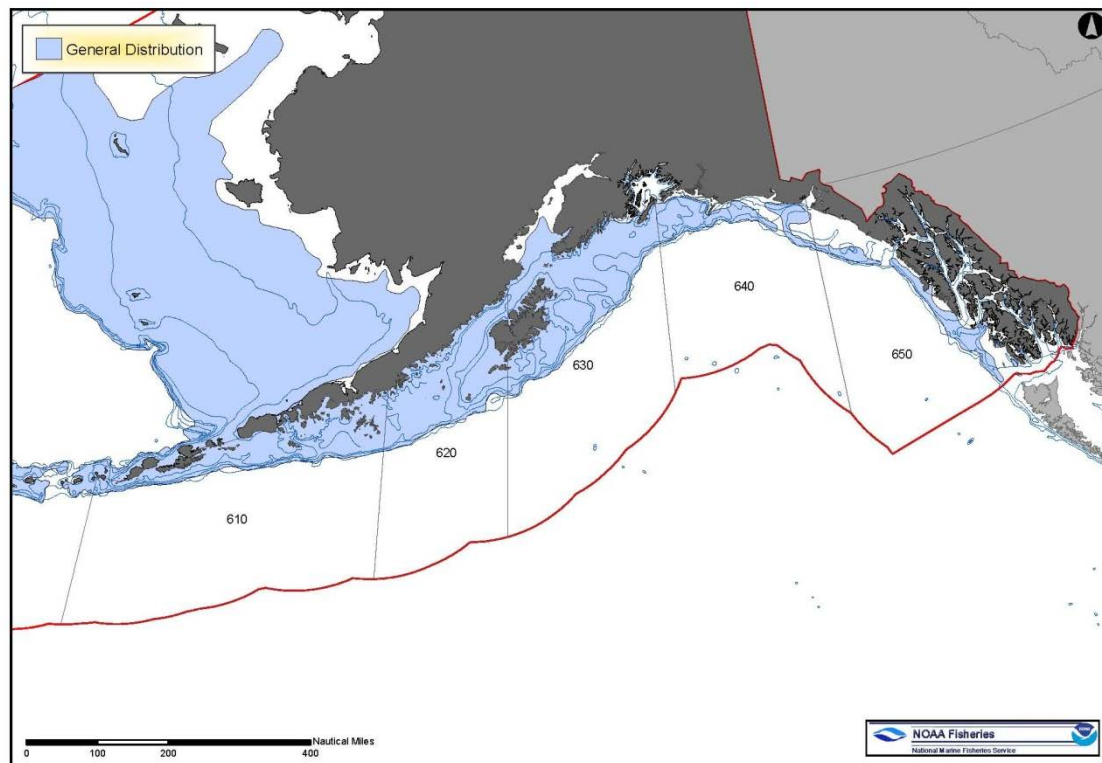 General Distribution
640
650
630
620
610
Nautical Miles
0 100 200 400
NOAA Fisheries
National Marine Fisheries Service